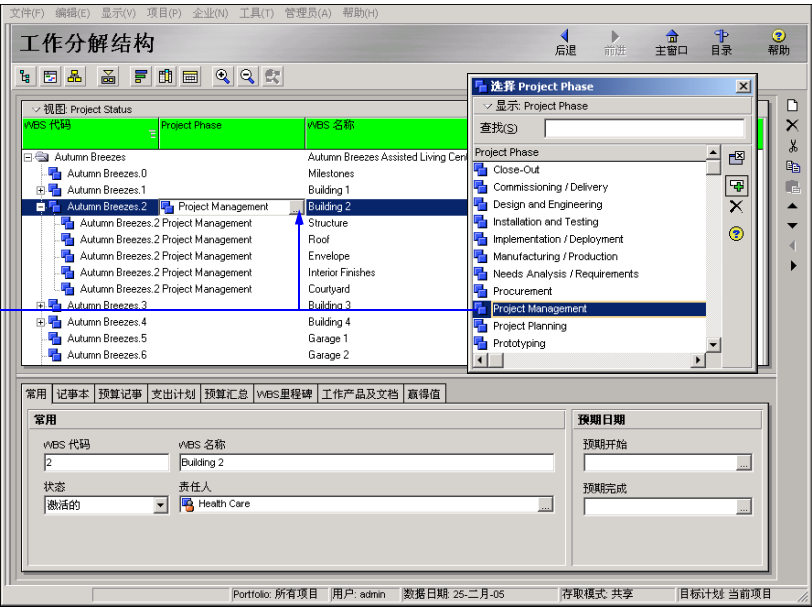 文件(F) 编辑(E) 显示(V) 项目(P) 企业(N) 工具(T) 管理员(A) 帮助(H)
工作分解结构
后退 前进 主窗口 目录 帮助
视图: Project Status
WBS 代码 Project Phase WBS 名称
Autumn Breezes Autumn Breezes Assisted Living Cen
Autumn Breezes.0 Milestones
Autumn Breezes.1 Building 1
Autumn Breezes.2 Project Management ... Building 2
Autumn Breezes.2 Project Management Structure
Autumn Breezes.2 Project Management Roof
Autumn Breezes.2 Project Management Envelope
Autumn Breezes.2 Project Management Interior Finishes
Autumn Breezes.2 Project Management Courtyard
Autumn Breezes.3 Building 3
Autumn Breezes.4 Building 4
Autumn Breezes.5 Garage 1
Autumn Breezes.6 Garage 2
选择 Project Phase
显示: Project Phase
查找(S)
Project Phase
Close-Out
Commissioning / Delivery
Design and Engineering
Installation and Testing
Implementation / Deployment
Manufacturing / Production
Needs Analysis / Requirements
Procurement
Project Management
Project Planning
Prototyping
常用 记事本 预算记事 支出计划 预算汇总 WBS里程碑 工作产品及文档 赢得值
常用
WBS 代码 WBS 名称
2 Building 2
状态 责任人
激活的 Health Care ...
预期日期
预期开始
...
预期完成
...
Portfolio: 所有项目 用户: admin 数据日期: 25-二月-05 存取模式: 共享 目标计划: 当前项目